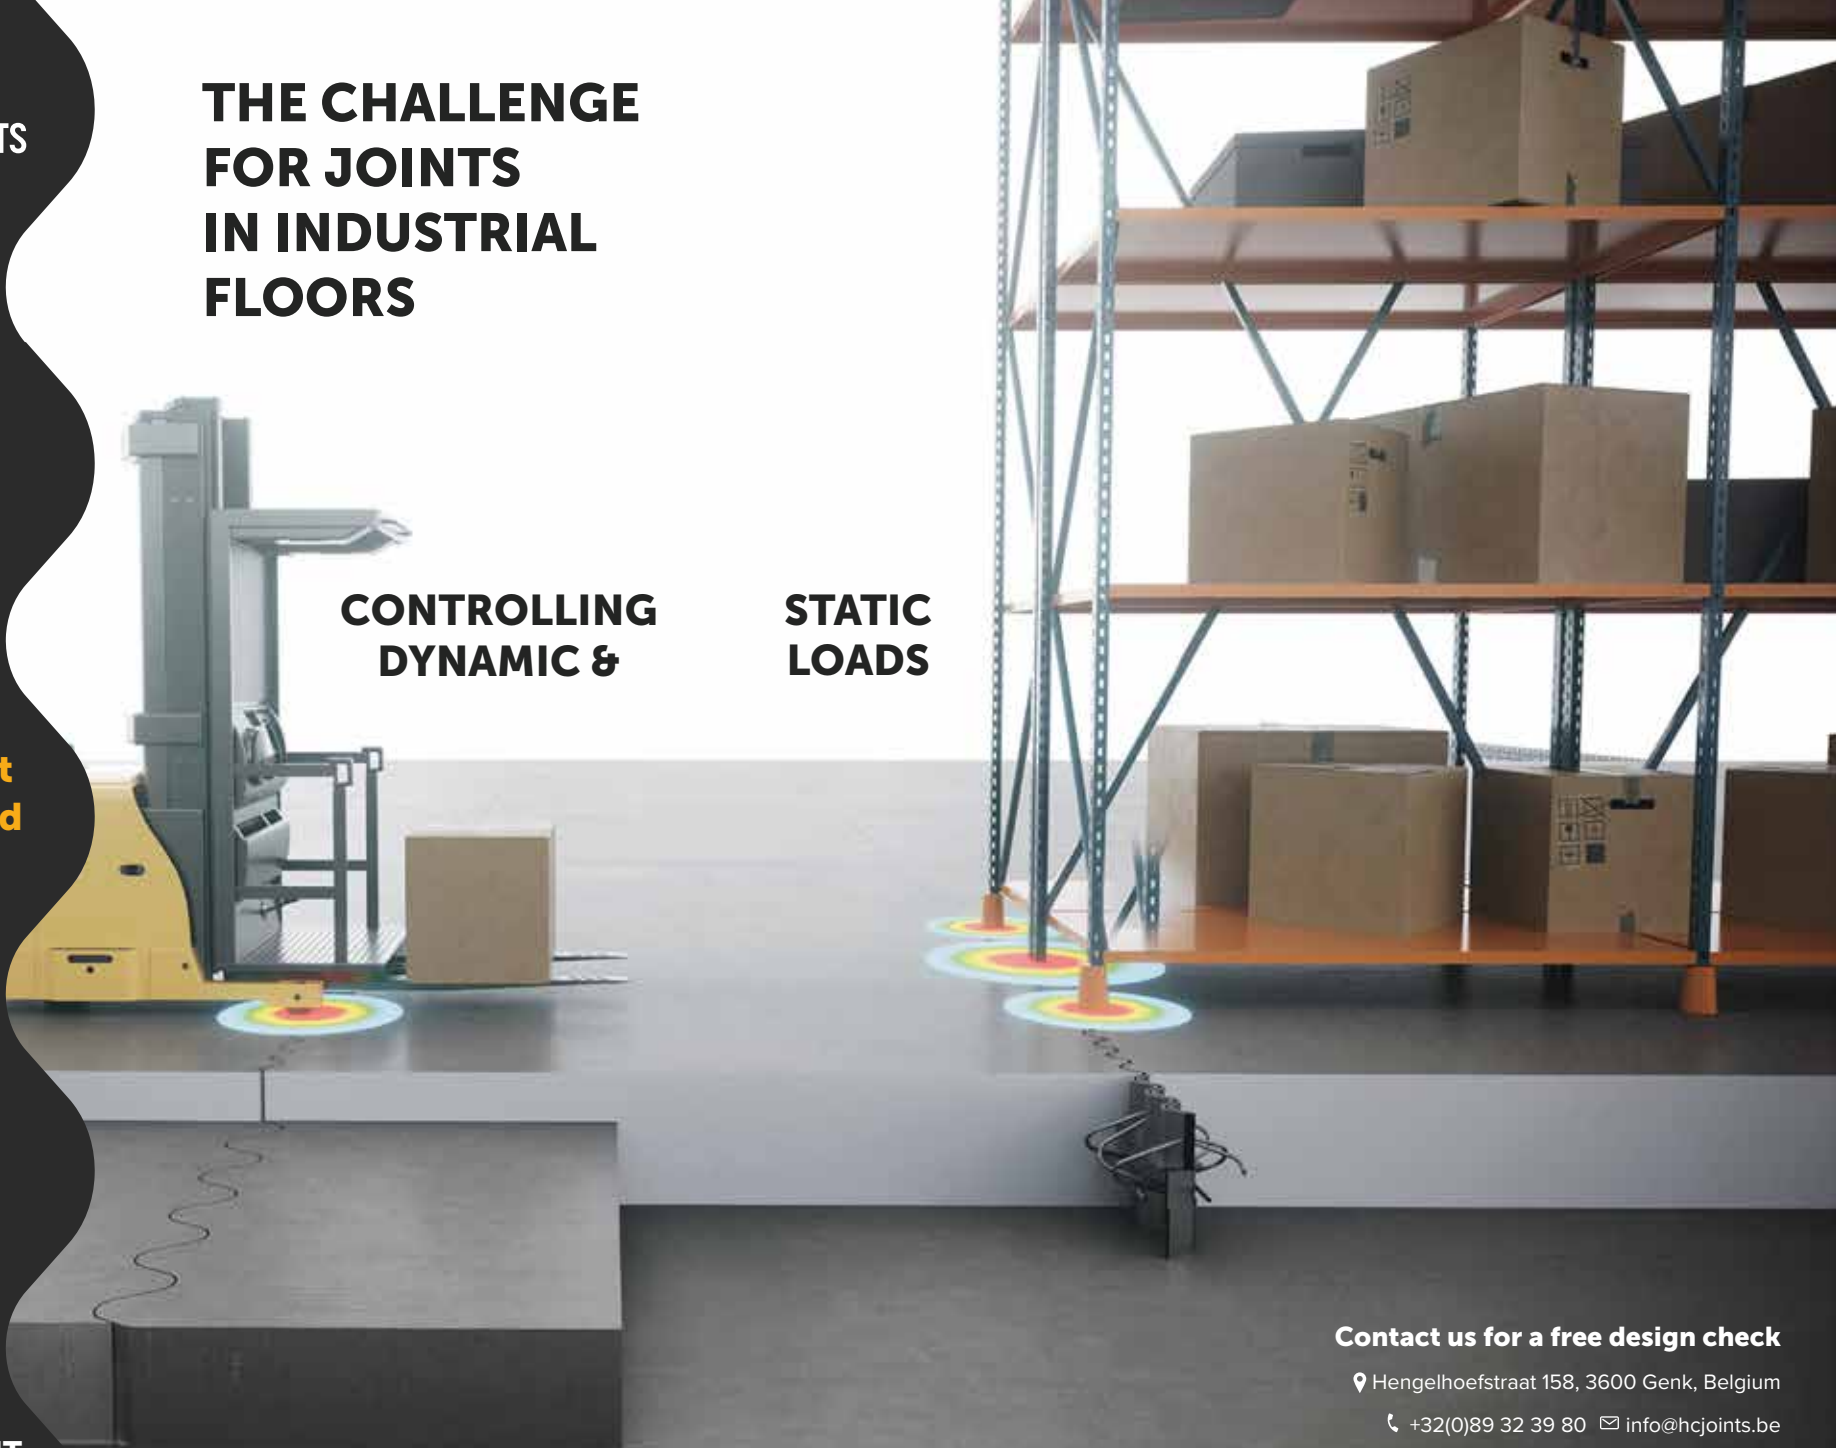 THE CHALLENGE
FOR JOINTS
IN INDUSTRIAL
FLOORS
CONTROLLING
DYNAMIC &
STATIC
LOADS
Contact us for a free design check
Hengelhoefstraat 158, 3600 Genk, Belgium
+32(0)89 32 39 80 info@hcjoints.be